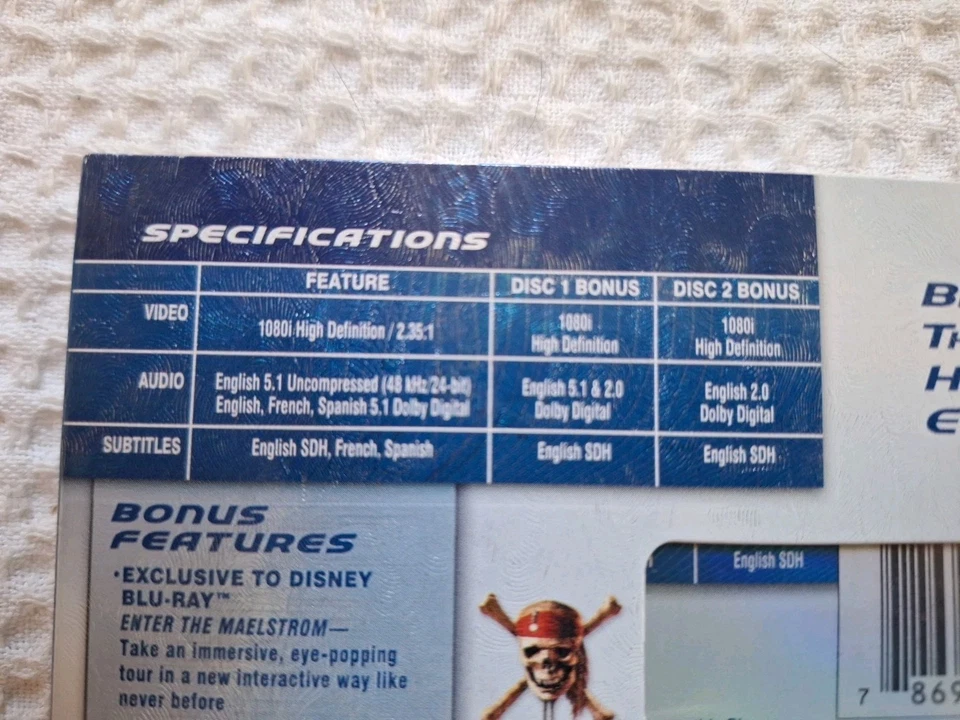 SPECIFICATIONS
FEATURE DISC 1 BONUS DISC 2 BONUS
VIDEO 1080i High Definition / 2.35:1 1080i 1080i
High Definition High Definition
AUDIO English 5.1 Uncompressed (48 kHz/24-bit) English 5.1 & 2.0 English 2.0
English, French, Spanish 5.1 Dolby Digital Dolby Digital Dolby Digital
SUBTITLES English SDH, French, Spanish English SDH English SDH
BONUS
FEATURES
•EXCLUSIVE TO DISNEY
BLU-RAY™
ENTER THE MAELSTROM—
Take an immersive, eye-popping
tour in a new interactive way like
never before
English SDH
7 869